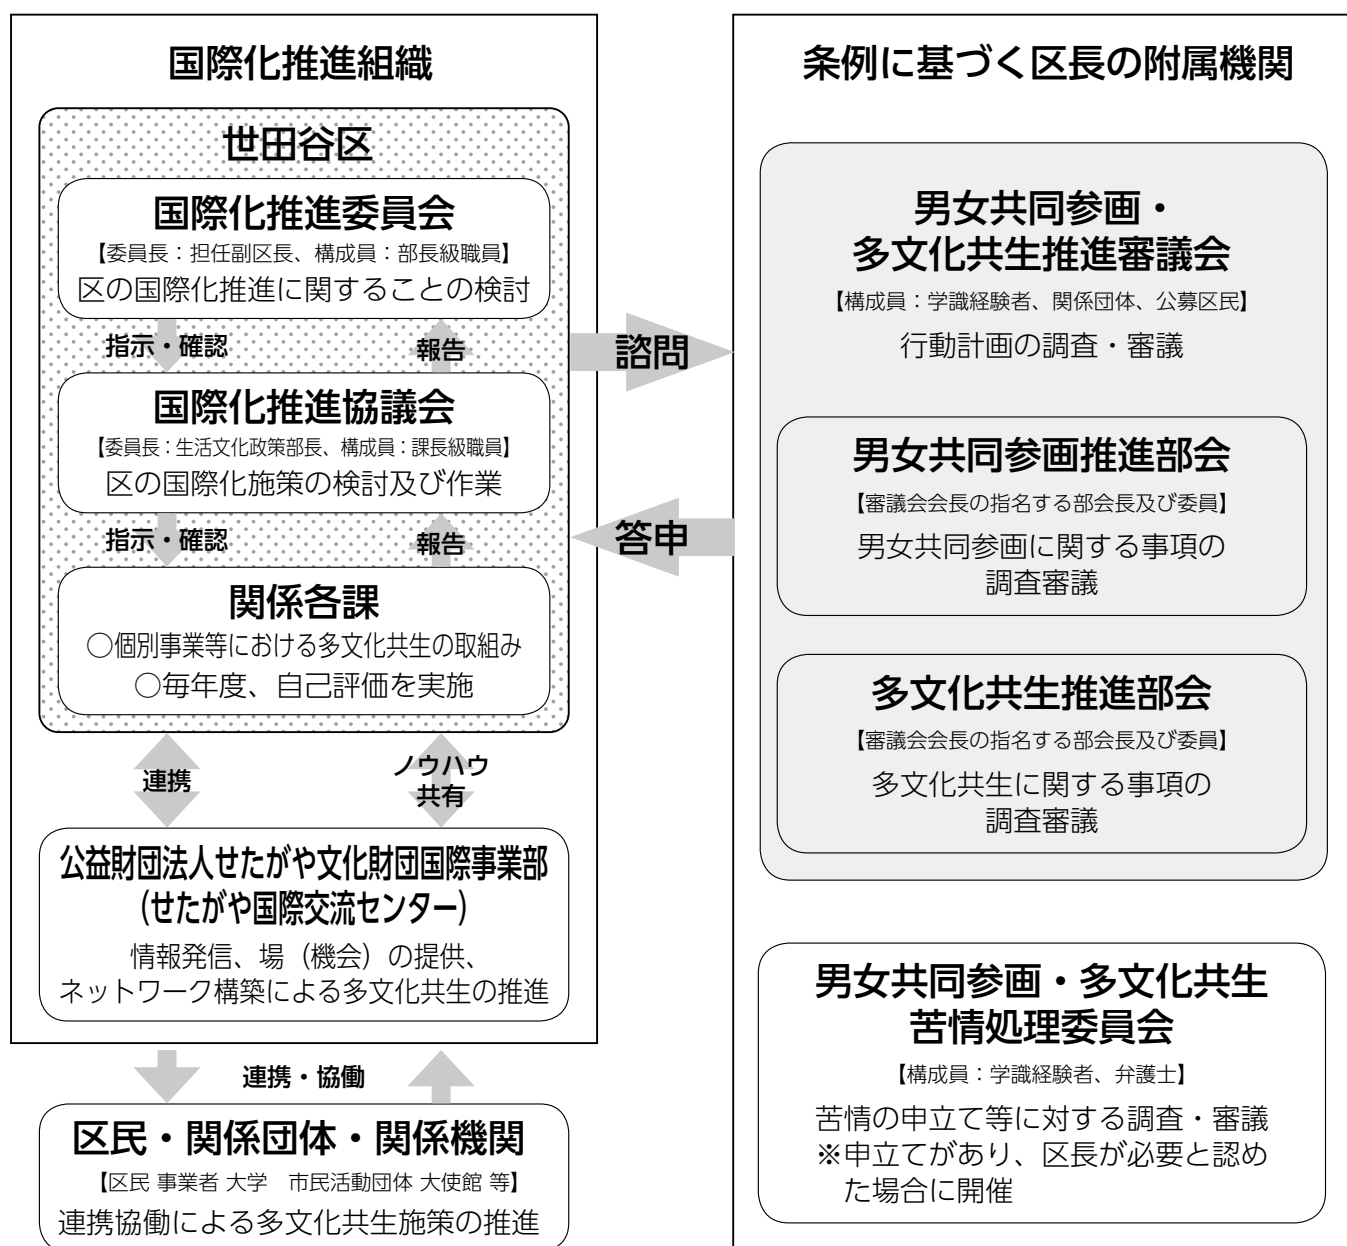 国際化推進組織
世田谷区
国際化推進委員会
【委員長：担任副区長、構成員：部長級職員】
区の国際化推進に関することの検討
指示・確認
報告
国際化推進協議会
【委員長：生活文化政策部長、構成員：課長級職員】
区の国際化施策の検討及び作業
指示・確認
報告
関係各課
○個別事業等における多文化共生の取組み
○毎年度、自己評価を実施
連携
ノウハウ
共有
公益財団法人せたがや文化財団国際事業部
（せたがや国際交流センター）
情報発信、場（機会）の提供、
ネットワーク構築による多文化共生の推進
連携・協働
区民・関係団体・関係機関
【区民 事業者 大学　市民活動団体 大使館 等】
連携協働による多文化共生施策の推進
諮問
答申
条例に基づく区長の附属機関
男女共同参画・
多文化共生推進審議会
【構成員：学識経験者、関係団体、公募区民】
行動計画の調査・審議
男女共同参画推進部会
【審議会会長の指名する部会長及び委員】
男女共同参画に関する事項の
調査審議
多文化共生推進部会
【審議会会長の指名する部会長及び委員】
多文化共生に関する事項の
調査審議
男女共同参画・多文化共生
苦情処理委員会
【構成員：学識経験者、弁護士】
苦情の申立て等に対する調査・審議
※申立てがあり、区長が必要と認め
た場合に開催